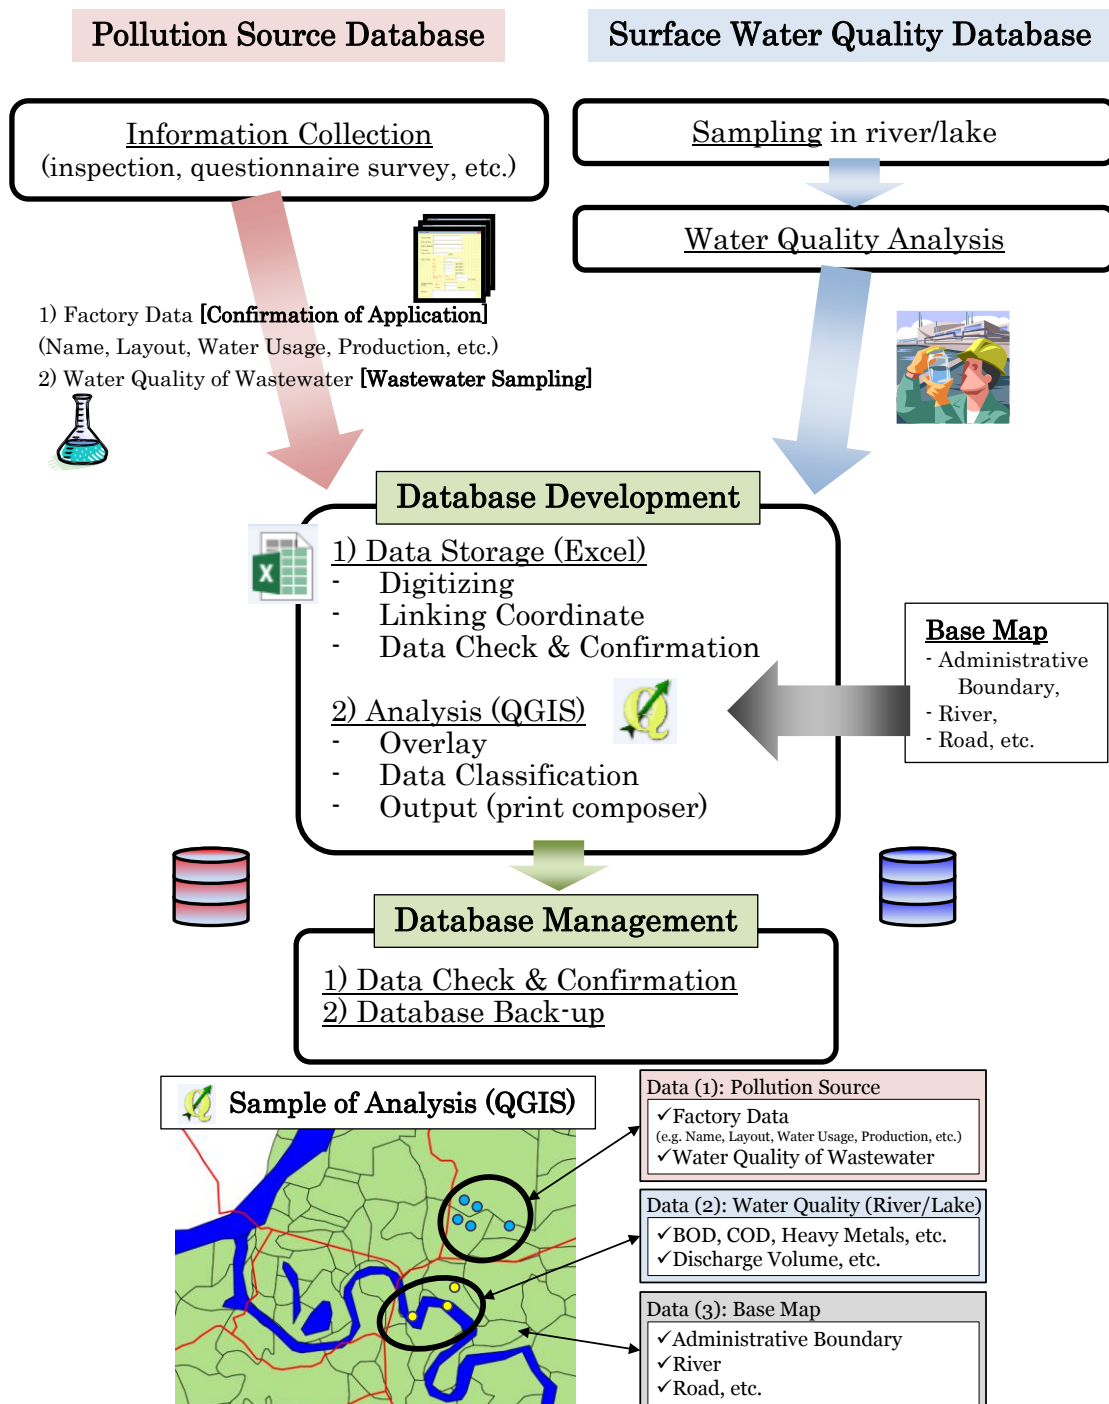 Pollution Source Database
Surface Water Quality Database
Information Collection
(inspection, questionnaire survey, etc.)
Sampling in river/lake
Water Quality Analysis
1) Factory Data [Confirmation of Application]
(Name, Layout, Water Usage, Production, et.)
2) Water Quality of Wastewater [Wastewater Sampling]
Database Development
1) Data Storage (Excel)
- Digitizing
- Linking Coordinate
- Data Check & Confirmation
2) Analysis (QGIS)
- Overlay
- Data Classification
- Output (print composer)
Base Map
- Administrative
Boundary,
- River,
- Road, etc.
Database Management
1) Data Check & Confirmation
2) Database Back-up
Sample of Analysis (QGIS)
Data (1): Pollution Source
✓Factory Data
(e.g. Name, Layout, Water Usage, Production, etc.)
✓Water Quality of Wastewater
Data (2): Water Quality (River/Lake)
✓BOD, COD, Heavy Metals, etc.
✓Discharge Volume, etc.
Data (3): Base Map
✓Administrative Boundary
✓River
✓Road, etc.